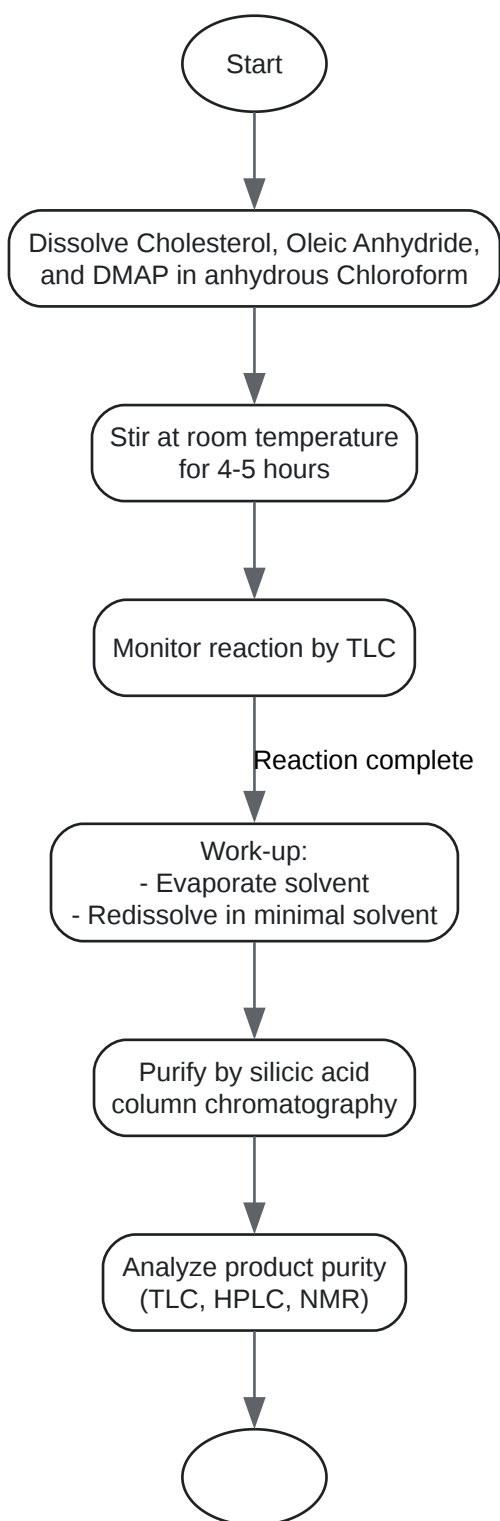 Start
Dissolve Cholesterol, Oleic Anhydride,
and DMAP in anhydrous Chloroform
Stir at room temperature
for 4-5 hours
Monitor reaction by TLC
Reaction complete
Work-up:
- Evaporate solvent
- Redissolve in minimal solvent
Purify by silicic acid
column chromatography
Analyze product purity
(TLC, HPLC, NMR)